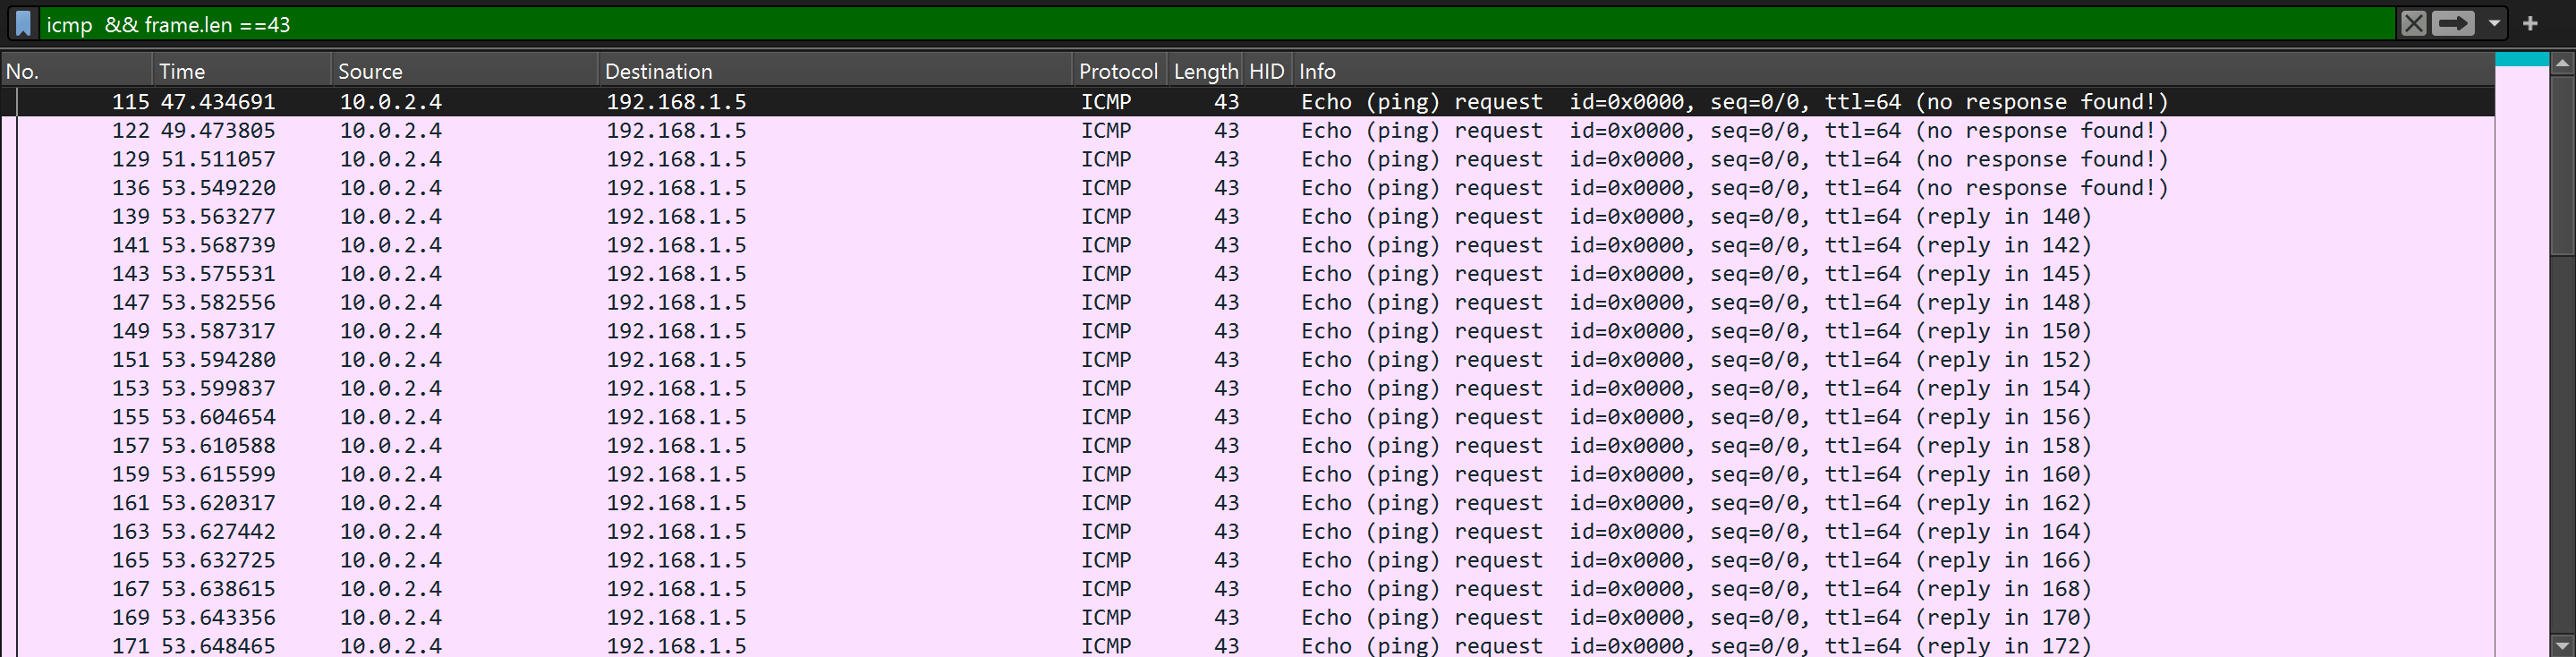 icmp  && frame.len ==43
No. Time Source Destination Protocol Length HID Info
115 47.434691 10.0.2.4 192.168.1.5 ICMP 43 Echo (ping) request  id=0x0000, seq=0/0, ttl=64 (no response found!)
122 49.473805 10.0.2.4 192.168.1.5 ICMP 43 Echo (ping) request  id=0x0000, seq=0/0, ttl=64 (no response found!)
129 51.511057 10.0.2.4 192.168.1.5 ICMP 43 Echo (ping) request  id=0x0000, seq=0/0, ttl=64 (no response found!)
136 53.549220 10.0.2.4 192.168.1.5 ICMP 43 Echo (ping) request  id=0x0000, seq=0/0, ttl=64 (no response found!)
139 53.563277 10.0.2.4 192.168.1.5 ICMP 43 Echo (ping) request  id=0x0000, seq=0/0, ttl=64 (reply in 140)
141 53.568739 10.0.2.4 192.168.1.5 ICMP 43 Echo (ping) request  id=0x0000, seq=0/0, ttl=64 (reply in 142)
143 53.575531 10.0.2.4 192.168.1.5 ICMP 43 Echo (ping) request  id=0x0000, seq=0/0, ttl=64 (reply in 145)
147 53.582556 10.0.2.4 192.168.1.5 ICMP 43 Echo (ping) request  id=0x0000, seq=0/0, ttl=64 (reply in 148)
149 53.587317 10.0.2.4 192.168.1.5 ICMP 43 Echo (ping) request  id=0x0000, seq=0/0, ttl=64 (reply in 150)
151 53.594280 10.0.2.4 192.168.1.5 ICMP 43 Echo (ping) request  id=0x0000, seq=0/0, ttl=64 (reply in 152)
153 53.599837 10.0.2.4 192.168.1.5 ICMP 43 Echo (ping) request  id=0x0000, seq=0/0, ttl=64 (reply in 154)
155 53.604654 10.0.2.4 192.168.1.5 ICMP 43 Echo (ping) request  id=0x0000, seq=0/0, ttl=64 (reply in 156)
157 53.610588 10.0.2.4 192.168.1.5 ICMP 43 Echo (ping) request  id=0x0000, seq=0/0, ttl=64 (reply in 158)
159 53.615599 10.0.2.4 192.168.1.5 ICMP 43 Echo (ping) request  id=0x0000, seq=0/0, ttl=64 (reply in 160)
161 53.620317 10.0.2.4 192.168.1.5 ICMP 43 Echo (ping) request  id=0x0000, seq=0/0, ttl=64 (reply in 162)
163 53.627442 10.0.2.4 192.168.1.5 ICMP 43 Echo (ping) request  id=0x0000, seq=0/0, ttl=64 (reply in 164)
165 53.632725 10.0.2.4 192.168.1.5 ICMP 43 Echo (ping) request  id=0x0000, seq=0/0, ttl=64 (reply in 166)
167 53.638615 10.0.2.4 192.168.1.5 ICMP 43 Echo (ping) request  id=0x0000, seq=0/0, ttl=64 (reply in 168)
169 53.643356 10.0.2.4 192.168.1.5 ICMP 43 Echo (ping) request  id=0x0000, seq=0/0, ttl=64 (reply in 170)
171 53.648465 10.0.2.4 192.168.1.5 ICMP 43 Echo (ping) request  id=0x0000, seq=0/0, ttl=64 (reply in 172)